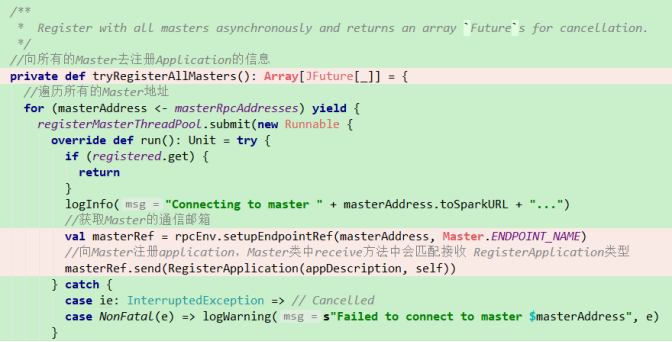 /**
 *  Register with all masters asynchronously and returns an array `Future`s for cancellation.
 */
//向所有的Master去注册Application的信息
private def tryRegisterAllMasters(): Array[JFuture[_]] = {
  //遍历所有的Master地址
  for (masterAddress <- masterRpcAddresses) yield {
    registerMasterThreadPool.submit(new Runnable {
      override def run(): Unit = try {
        if (registered.get) {
          return
        }
        logInfo( msg = "Connecting to master " + masterAddress.toSparkURL + "...")
        //获取Master的通信邮箱
        val masterRef = rpcEnv.setupEndpointRef(masterAddress, Master.ENDPOINT_NAME)
        //向Master注册application，Master类中receive方法中会匹配接收 RegisterApplication类型
        masterRef.send(RegisterApplication(appDescription, self))
      } catch {
        case ie: InterruptedException => // Cancelled
        case NonFatal(e) => logWarning( msg = s"Failed to connect to master $masterAddress", e)
      }